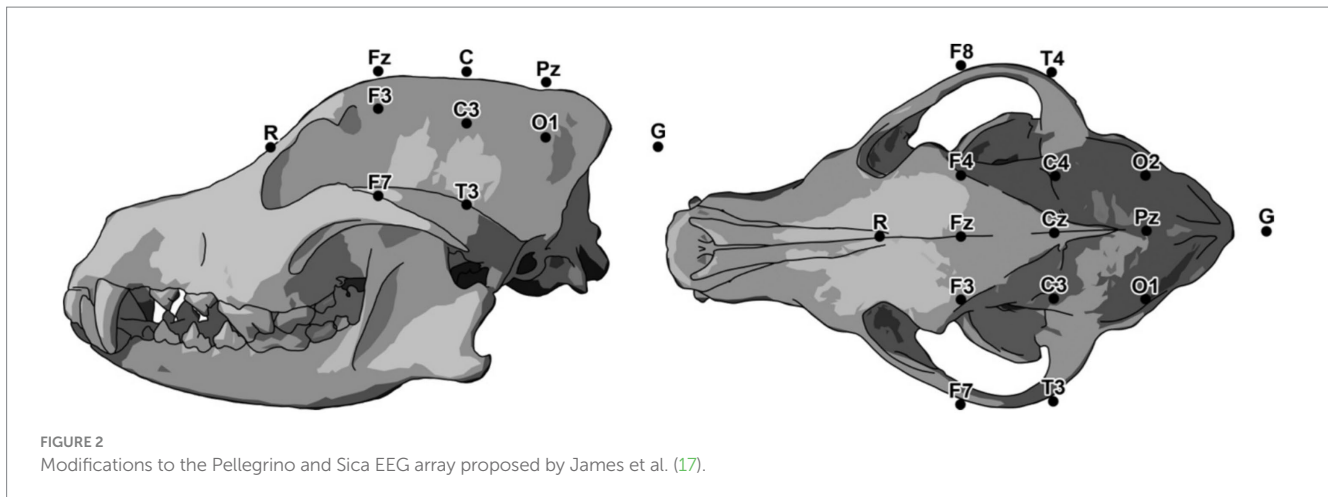 Fz C Pz
F3 C3 O1
R G
F7 T3
F8 T4
F4 C4 O2
R Fz Cz Pz G
F3 C3 O1
F7 T3
FIGURE 2
Modifications to the Pellegrino and Sica EEG array proposed by James et al. (17).